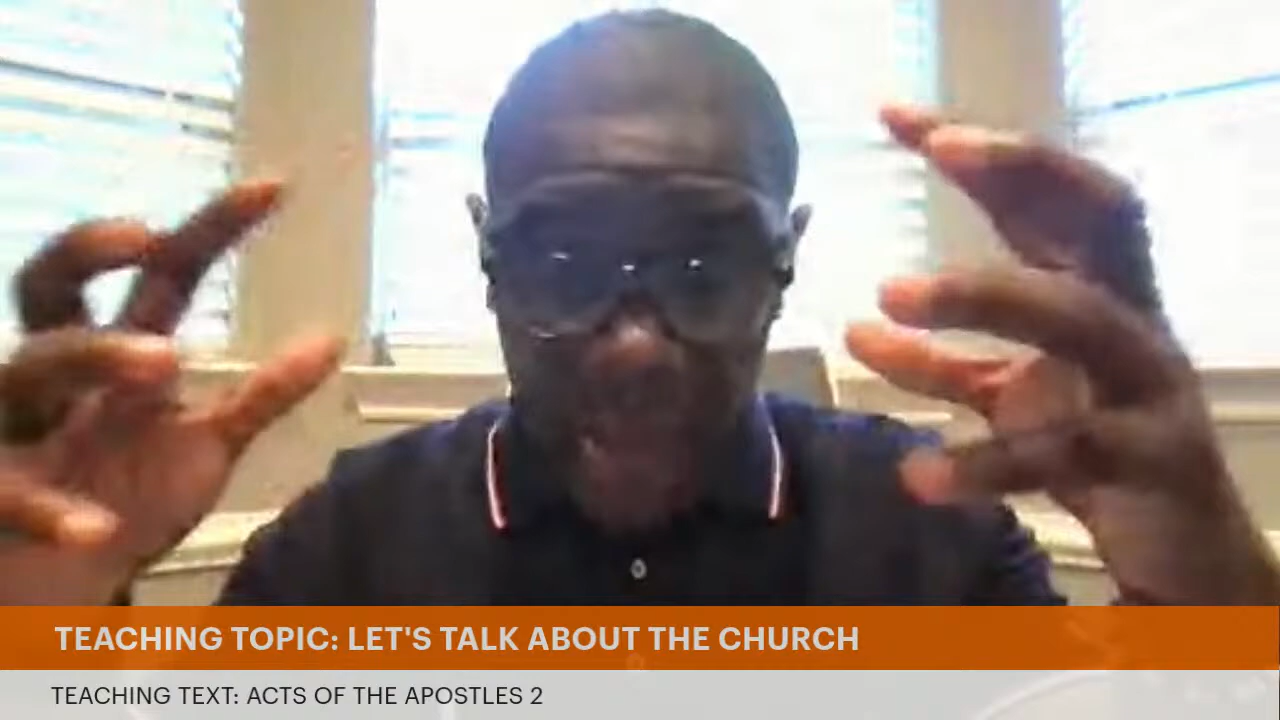 TEACHING TOPIC: LET'S TALK ABOUT THE CHURCH
TEACHING TEXT: ACTS OF THE APOSTLES 2